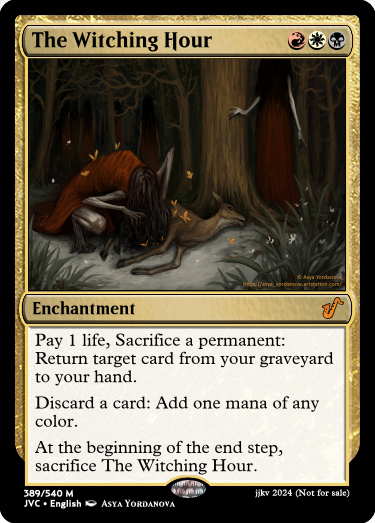 The Witching Hour
© Asya Yordanova
https://asya_yordanova.artstation.com/
Enchantment
Pay 1 life, Sacrifice a permanent:
Return target card from your graveyard
to your hand.
Discard a card: Add one mana of any
color.
At the beginning of the end step,
sacrifice The Witching Hour.
389/540 M
JVC • English Asya Yordanova
jjkv 2024 (Not for sale)